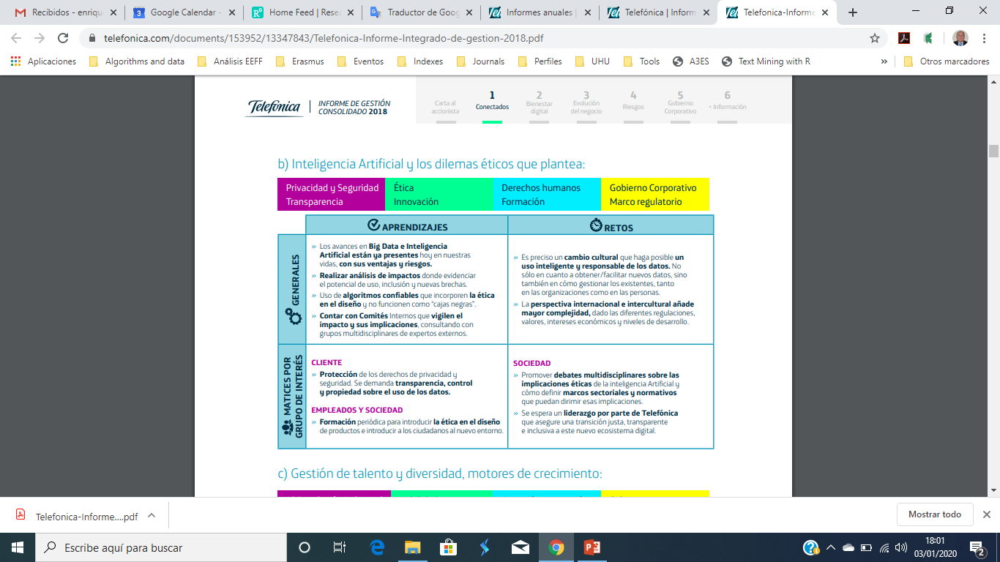 Recibidos - enriqu
Google Calendar -
Home Feed | Rese
Traductor de Goog
Informes anuales |
Telefónica | Inform
Telefonica-Informe
telefonica.com/documents/153952/13347843/Telefonica-Informe-Integrado-de-gestion-2018.pdf
Aplicaciones
Algorithms and data
Análisis EEFF
Erasmus
Eventos
Indexes
Journals
Perfiles
UHU
Tools
A3ES
Text Mining with R
»
Otros marcadores
Telefónica
INFORME DE GESTIÓN
CONSOLIDADO 2018
Carta al
accionista
1
Conectados
2
Bienestar
digital
3
Evolución
del negocio
4
Riesgos
5
Gobierno
Corporativo
6
+ Información
b) Inteligencia Artificial y los dilemas éticos que plantea:
Privacidad y Seguridad
Transparencia
Ética
Innovación
Derechos humanos
Formación
Gobierno Corporativo
Marco regulatorio
APRENDIZAJES
RETOS
GENERALES
» Los avances en Big Data e Inteligencia
Artificial están ya presentes hoy en nuestras
vidas, con sus ventajas y riesgos.
» Realizar análisis de impactos donde evidenciar
el potencial de uso, inclusión y nuevas brechas.
» Uso de algoritmos confiables que incorporen la ética
en el diseño y no funcionen como “cajas negras”.
» Contar con Comités Internos que vigilen el
impacto y sus implicaciones, consultando con
grupos multidisciplinares de expertos externos.
» Es preciso un cambio cultural que haga posible un
uso inteligente y responsable de los datos. No
sólo en cuanto a obtener/facilitar nuevos datos, sino
también en cómo gestionar los existentes, tanto
en las organizaciones como en las personas.
» La perspectiva internacional e intercultural añade
mayor complejidad, dado las diferentes regulaciones,
valores, intereses económicos y niveles de desarrollo.
MATICES POR
GRUPO DE INTERÉS
CLIENTE
» Protección de los derechos de privacidad y
seguridad. Se demanda transparencia, control
y propiedad sobre el uso de los datos.
EMPLEADOS Y SOCIEDAD
» Formación periódica para introducir la ética en el diseño
de productos e introducir a los ciudadanos al nuevo entorno.
SOCIEDAD
» Promover debates multidisciplinares sobre las
implicaciones éticas de la inteligencia Artificial y
cómo definir marcos sectoriales y normativos
que puedan dirimir esas implicaciones.
» Se espera un liderazgo por parte de Telefónica
que asegure una transición justa, transparente
e inclusiva a este nuevo ecosistema digital.
c) Gestión de talento y diversidad, motores de crecimiento:
Telefonica-Informe....pdf
Mostrar todo
Escribe aquí para buscar
18:01
03/01/2020
2